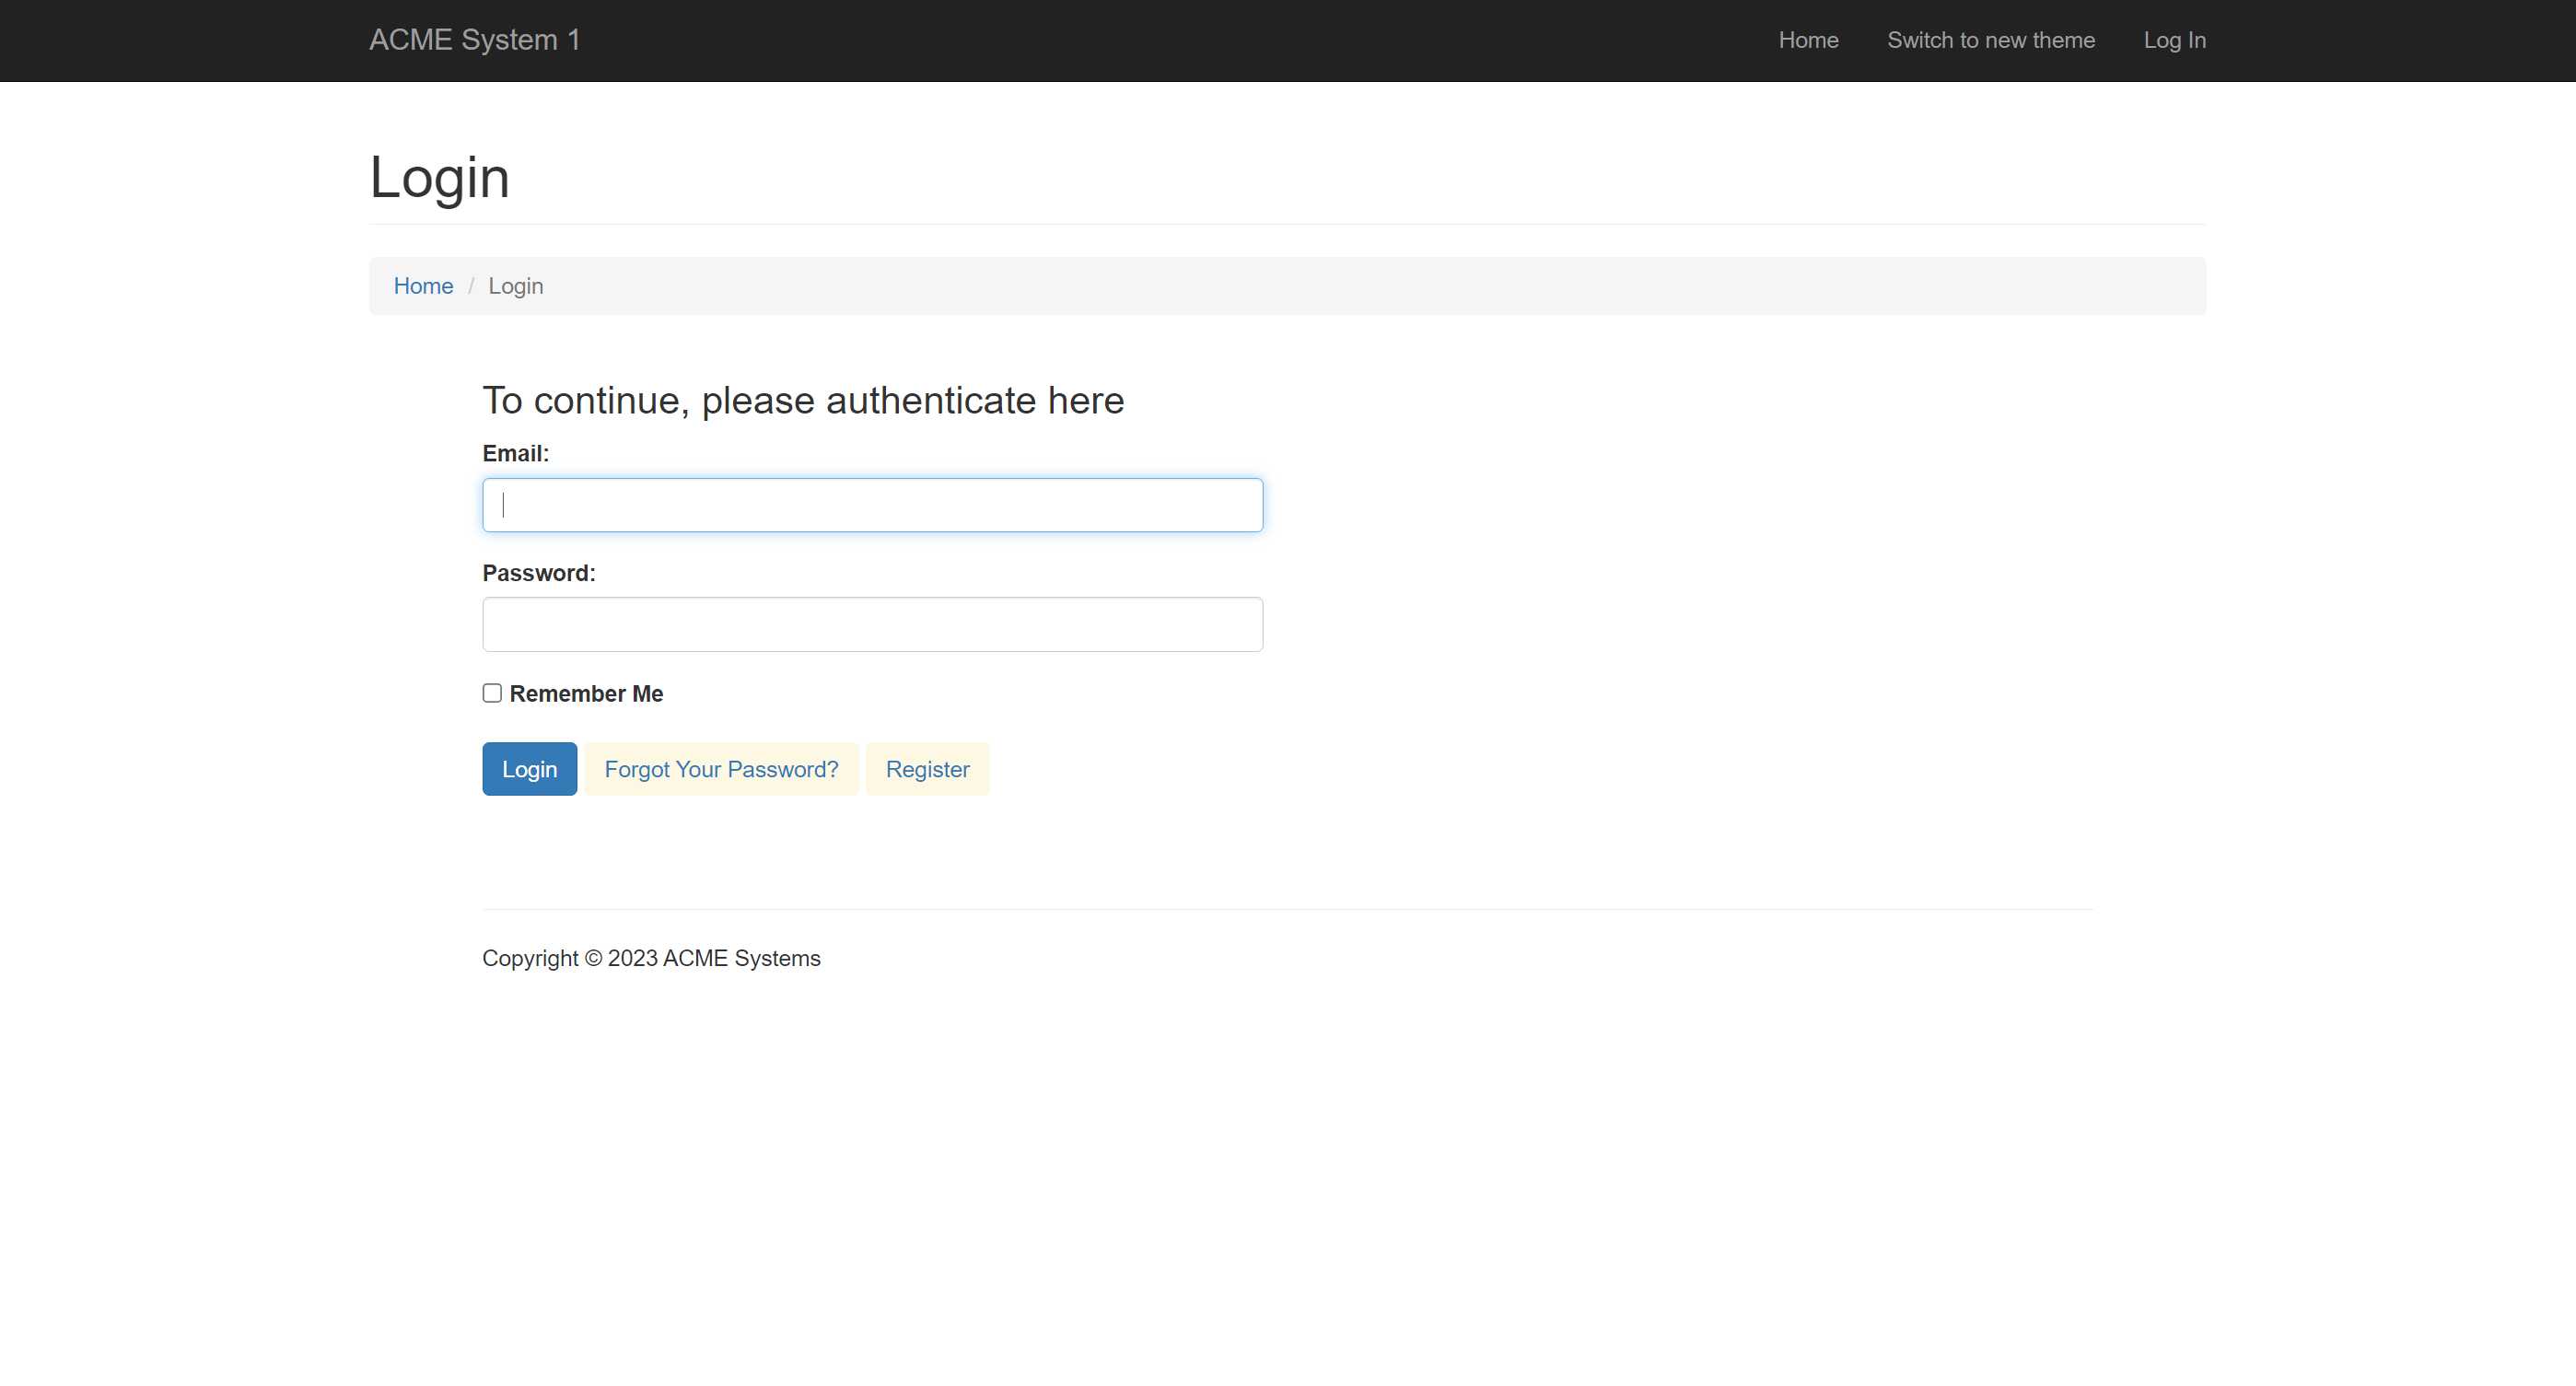 ACME System 1 Home Switch to new theme Log In
Login
Home / Login
To continue, please authenticate here
Email:
Password:
Remember Me
Login Forgot Your Password? Register
Copyright © 2023 ACME Systems